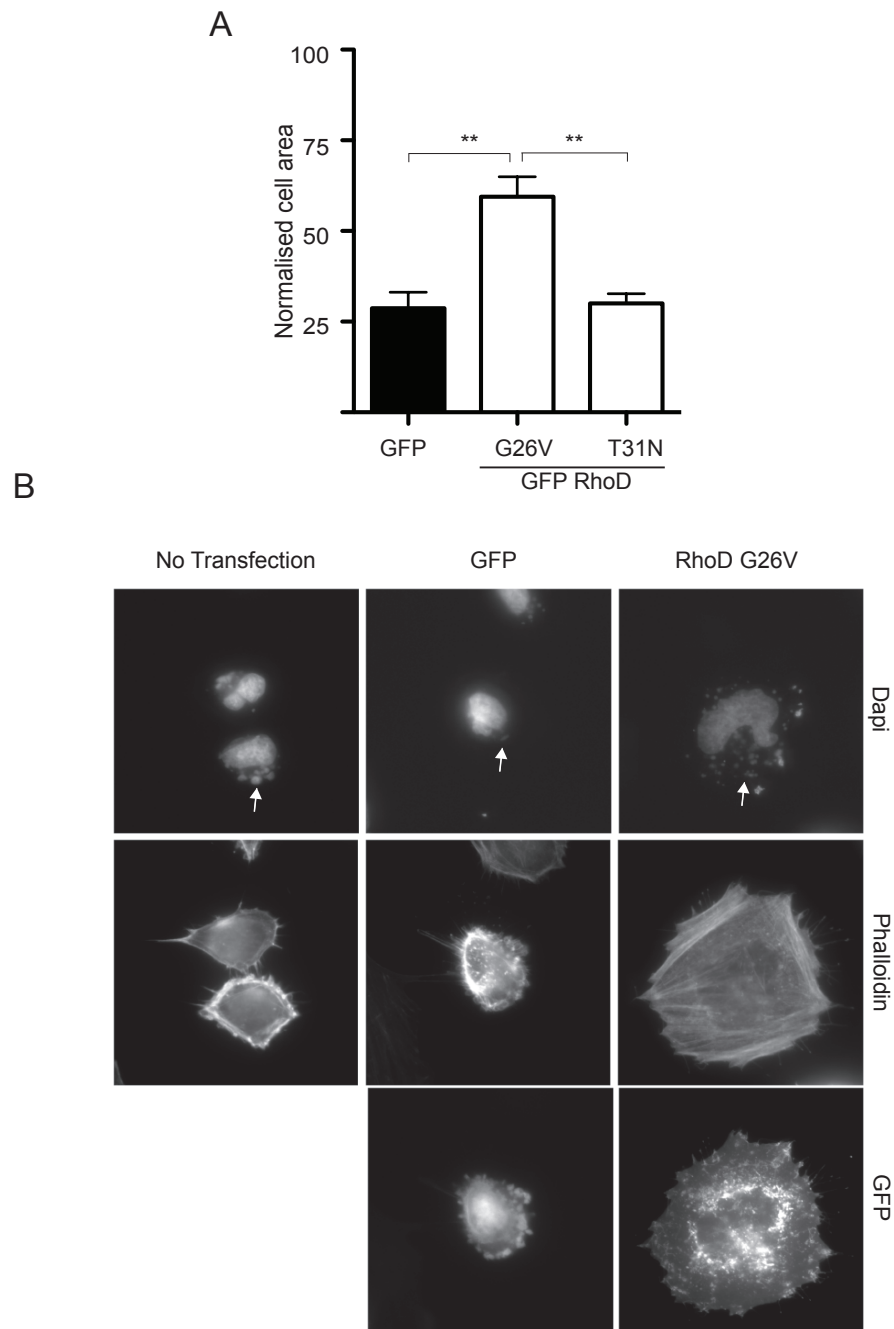 A
100
75
50
25
Normalised cell area
** **
GFP G26V T31N
GFP RhoD
B
No Transfection GFP RhoD G26V
Dapi
Phalloidin
GFP